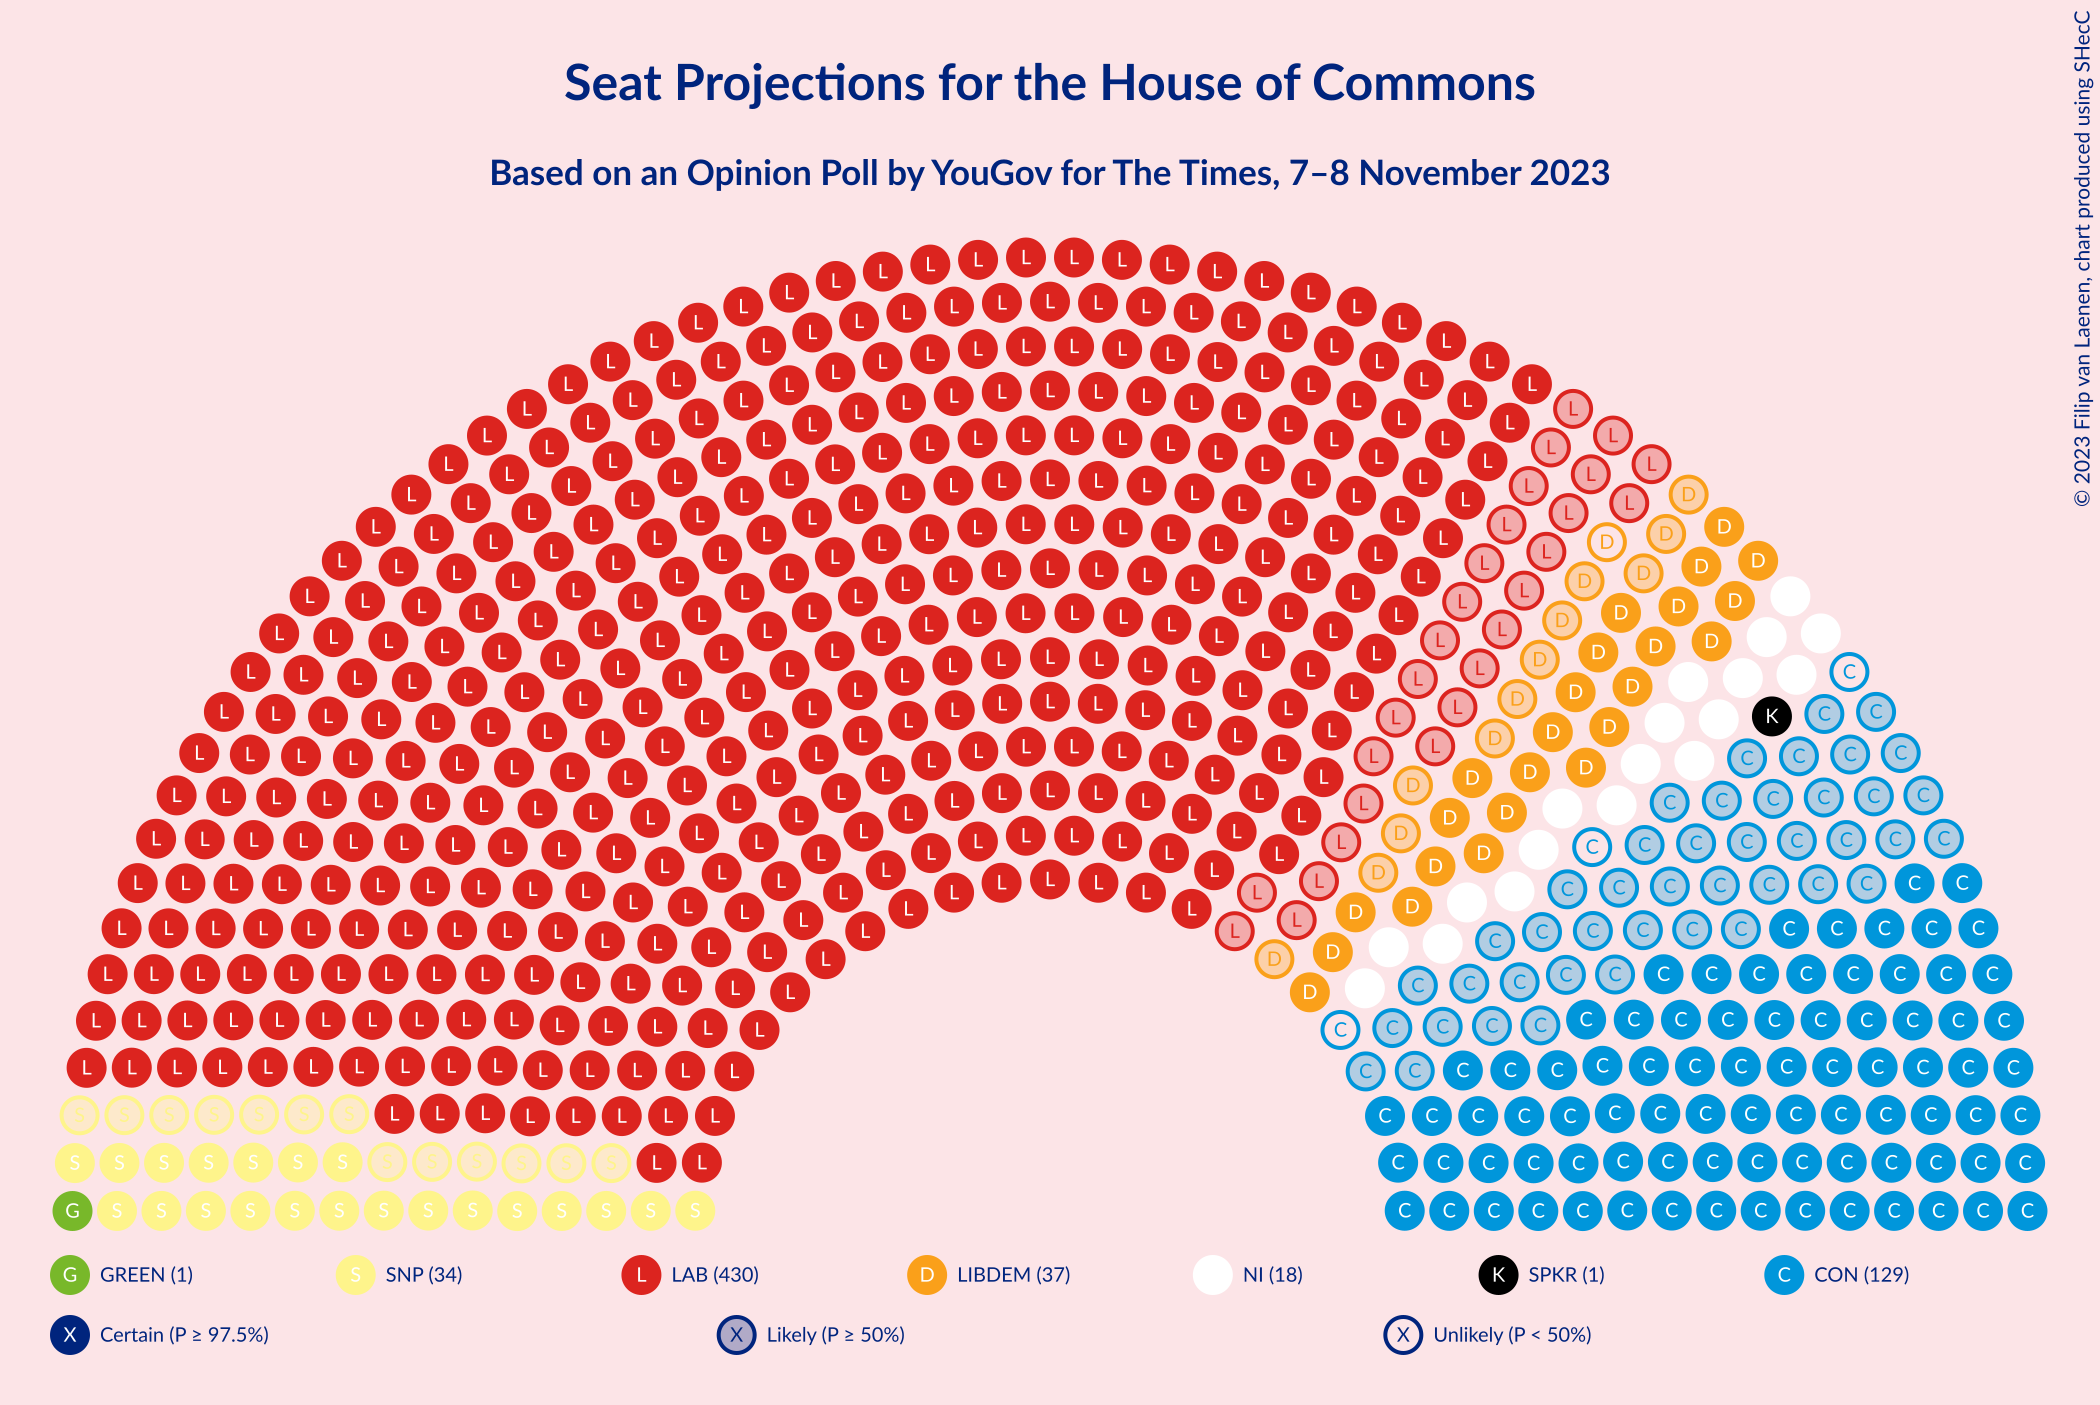 Seat Projections for the House of Commons
Based on an Opinion Poll by YouGov for The Times, 7–8 November 2023
© 2023 Filip van Laenen, chart produced using SHecC
G GREEN (1) S SNP (34) L LAB (430) D LIBDEM (37) NI (18) K SPKR (1) C CON (129)
X Certain (P ≥ 97.5%) X Likely (P ≥ 50%) X Unlikely (P < 50%)